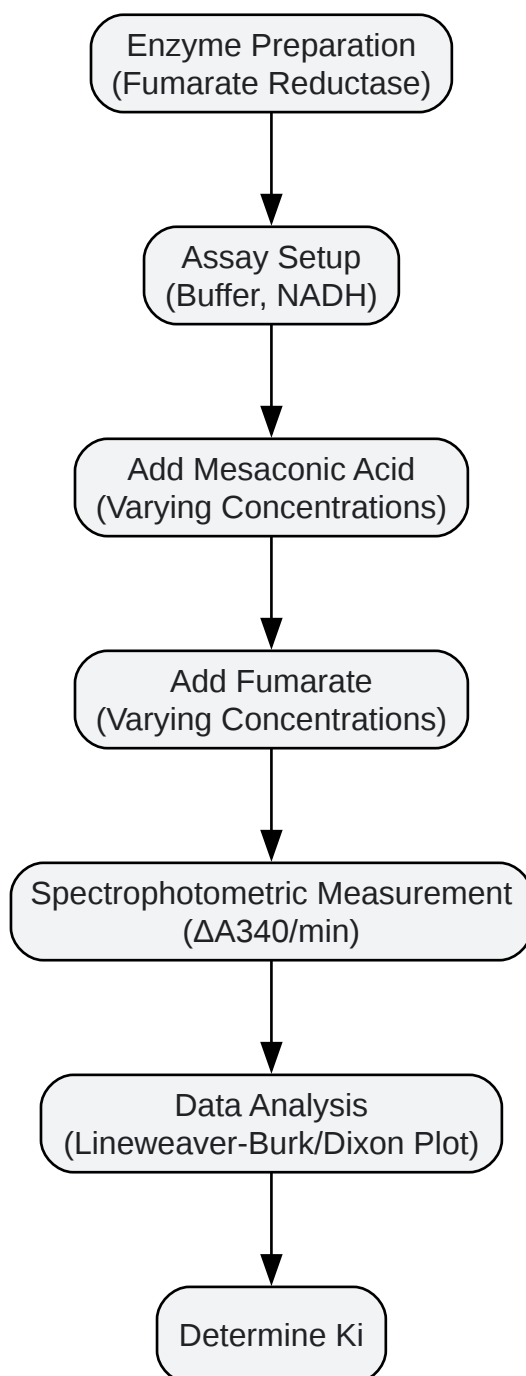 Enzyme Preparation
(Fumarate Reductase)
Assay Setup
(Buffer, NADH)
Add Mesaconic Acid
(Varying Concentrations)
Add Fumarate
(Varying Concentrations)
Spectrophotometric Measurement
(ΔA340/min)
Data Analysis
(Lineweaver-Burk/Dixon Plot)
Determine Ki